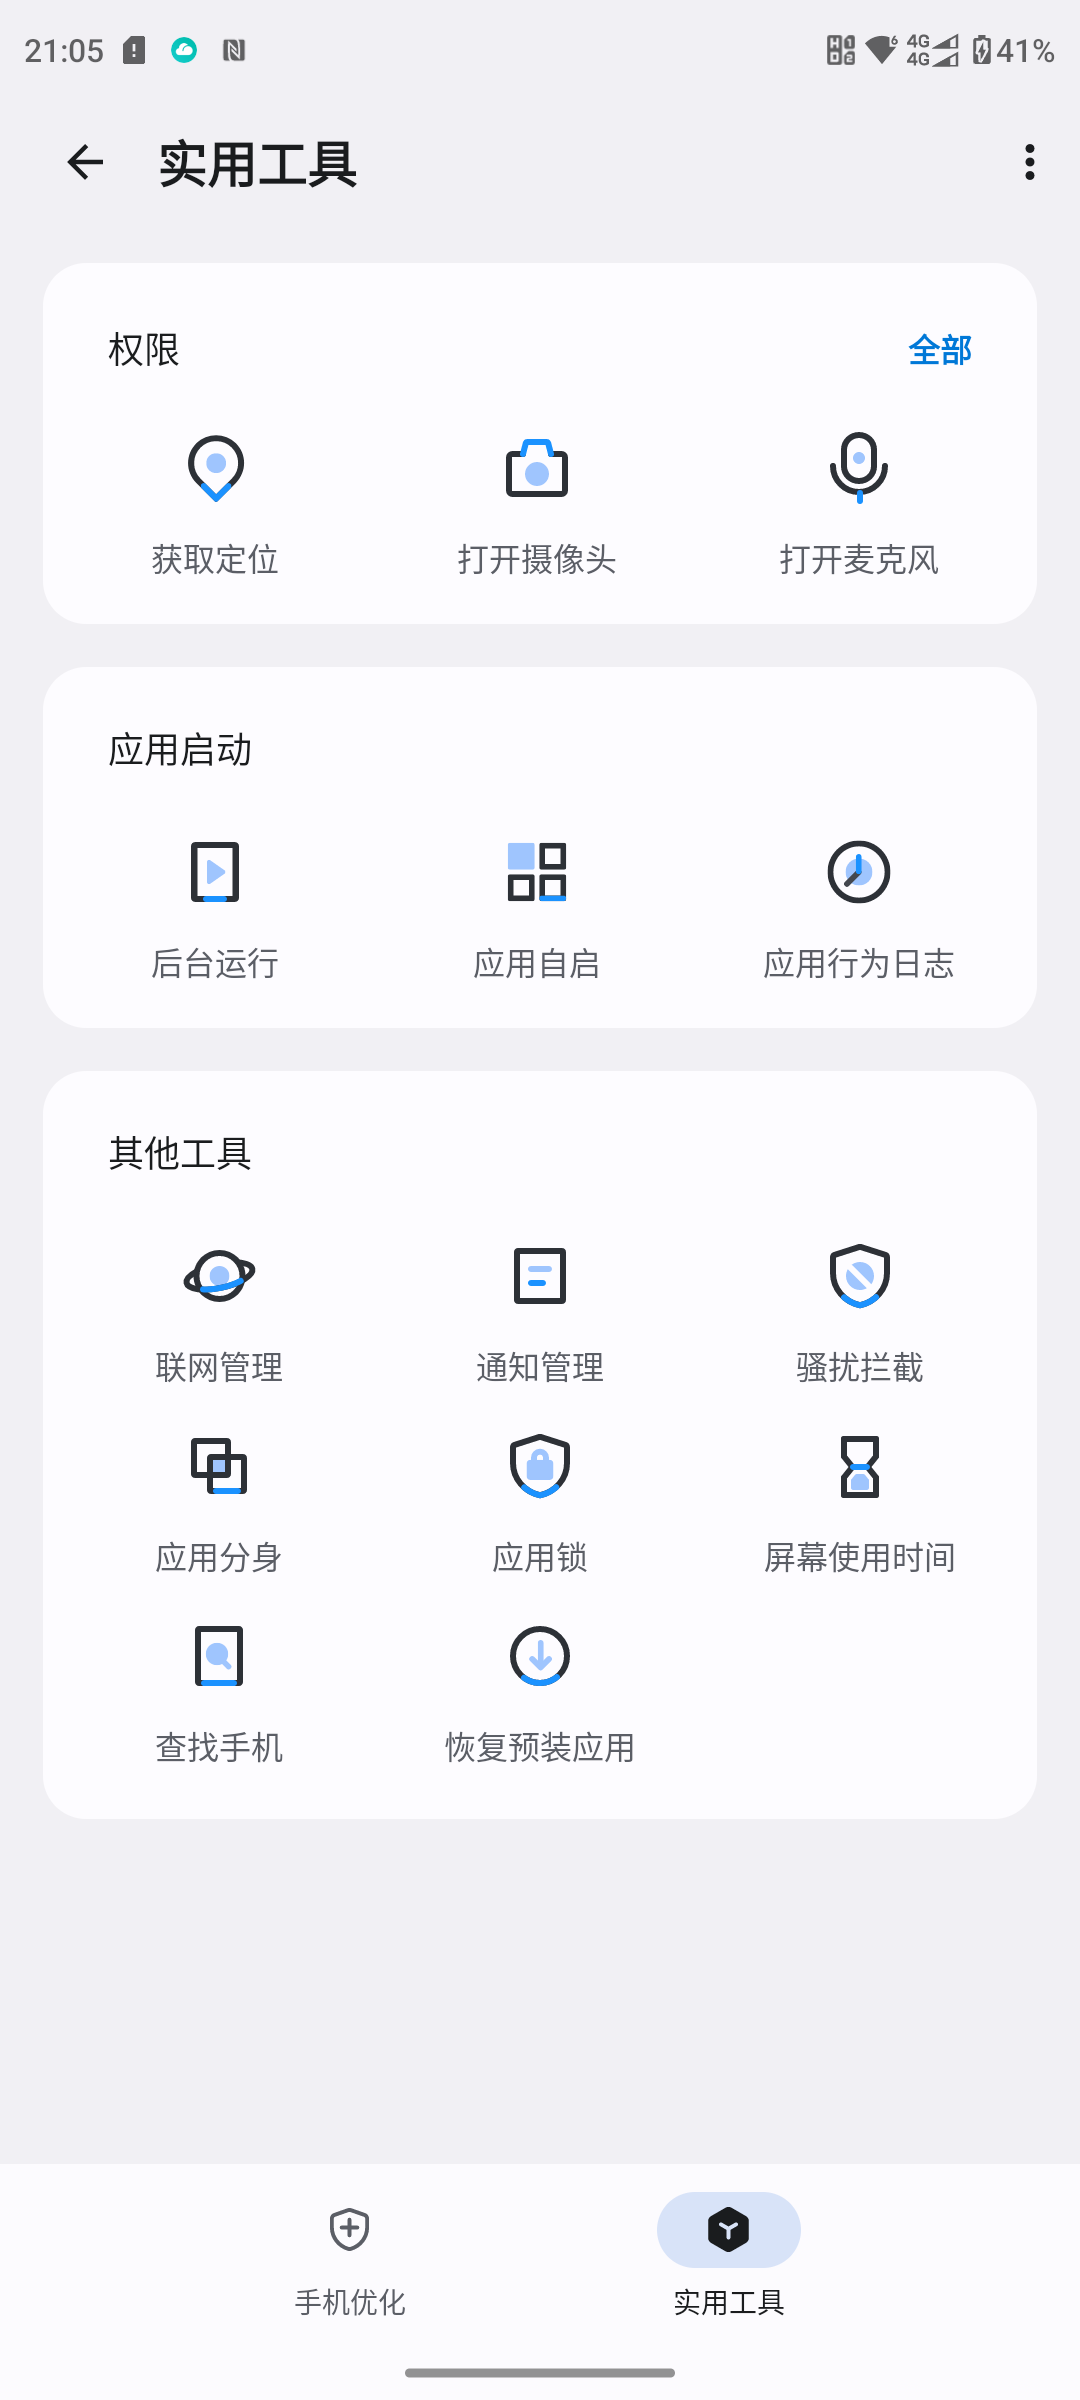 21:05
4G
4G
41%
实用工具
权限
全部
获取定位
打开摄像头
打开麦克风
应用启动
后台运行
应用自启
应用行为日志
其他工具
联网管理
通知管理
骚扰拦截
应用分身
应用锁
屏幕使用时间
查找手机
恢复预装应用
手机优化
实用工具